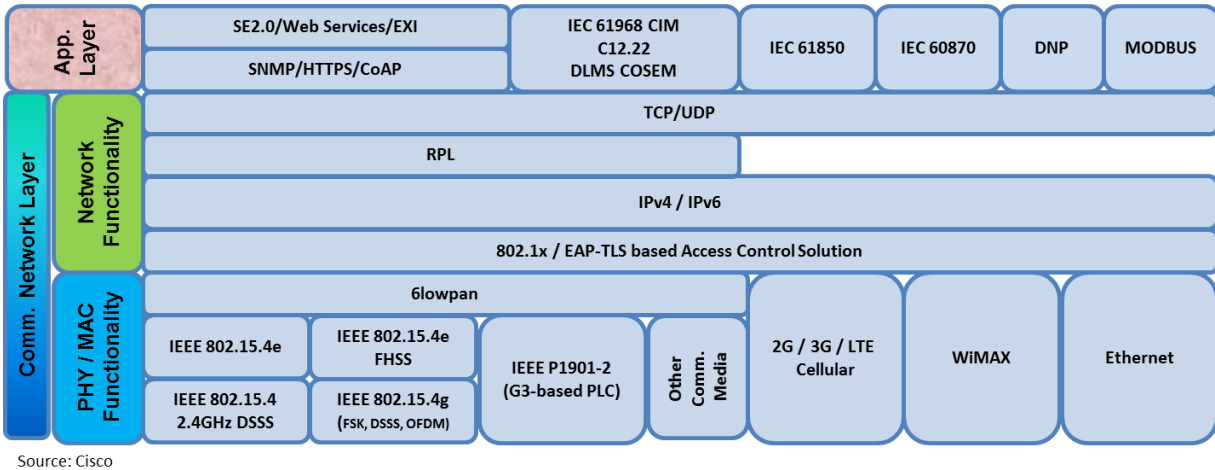 App.
Layer
SE2.0/Web Services/EXI
SNMP/HTTPS/CoAP
IEC 61968 CIM
C12.22
DLMS COSEM
IEC 61850
IEC 60870
DNP
MODBUS
Comm. Network Layer
Network
Functionality
TCP/UDP
RPL
IPv4 / IPv6
802.1x / EAP-TLS based Access Control Solution
PHY / MAC
Functionality
6lowpan
IEEE 802.15.4e
IEEE 802.15.4e
FHSS
IEEE 802.15.4
2.4GHz DSSS
IEEE 802.15.4g
(FSK, DSSS, OFDM)
IEEE P1901-2
(G3-based PLC)
Other
Comm.
Media
2G / 3G / LTE
Cellular
WiMAX
Ethernet
Source: Cisco